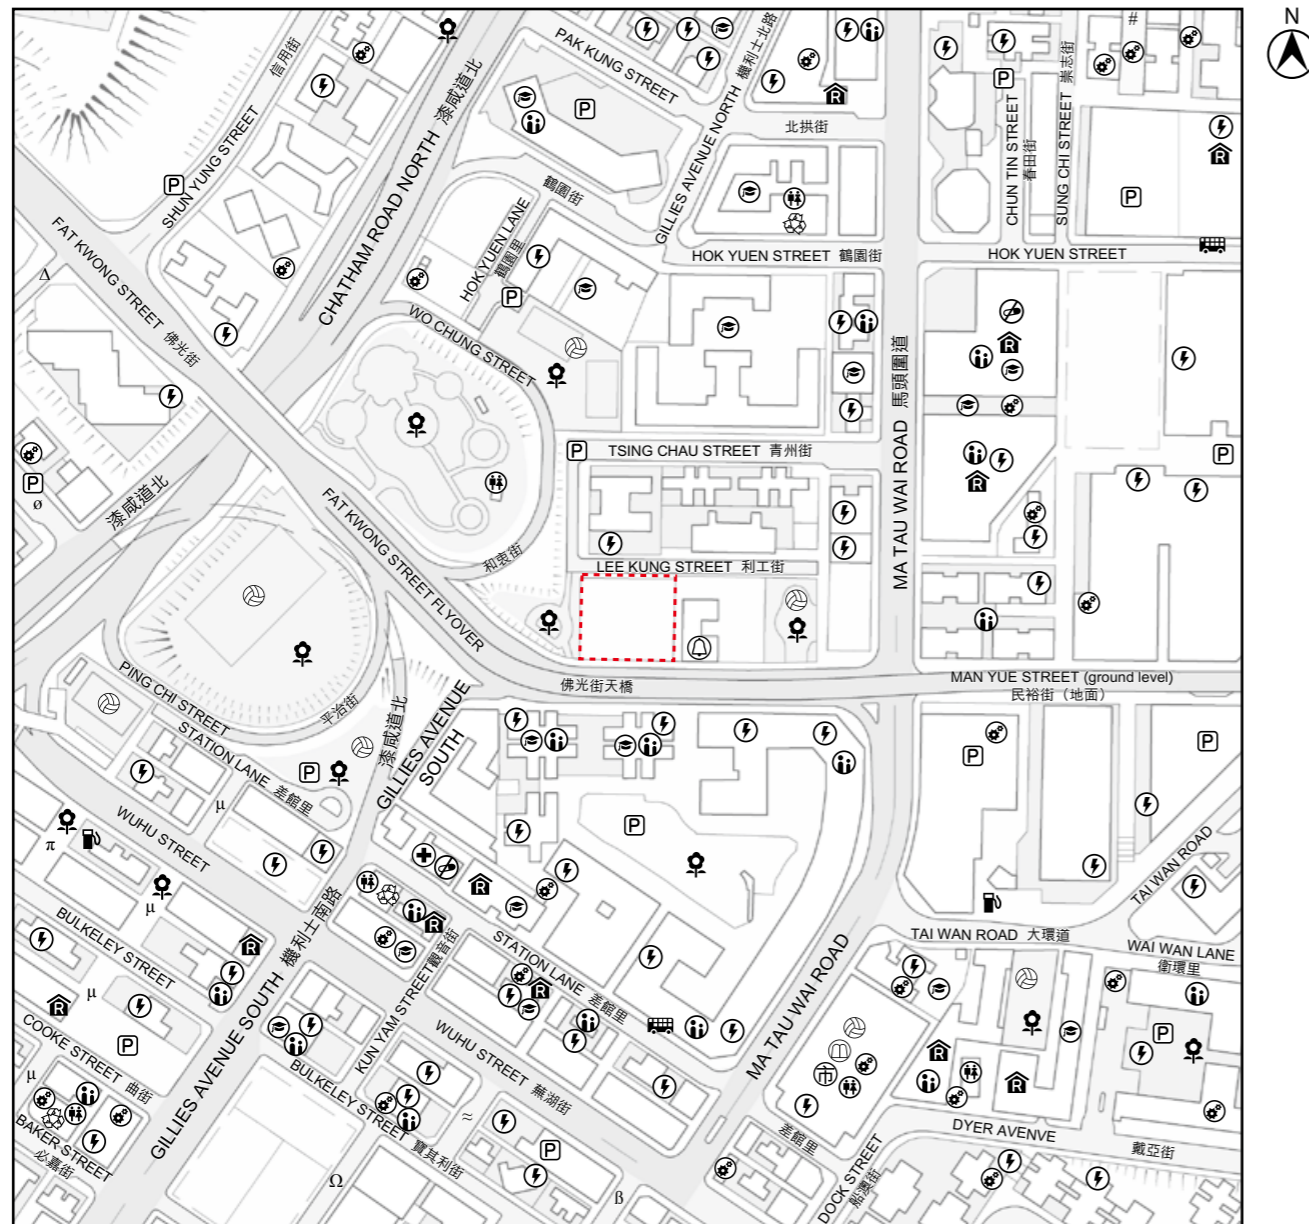 N
#
信用街
SHUN YUNG STREET
CHATHAM ROAD NORTH 漆咸道北
PAK KUNG STREET
北拱街
GILLIES AVENUE NORTH 機利士北路
CHUN TIN STREET
春田街
SUNG CHI STREET 崇志街
P
P
P
P
鶴園街
HOK YUEN LANE
鶴園里
HOK YUEN STREET 鶴園街
HOK YUEN STREET
FAT KWONG STREET 佛光街
Δ
P
WO CHUNG STREET
和衷街
MA TAU WAI ROAD 馬頭圍道
P
TSING CHAU STREET 青州街
P
P
ø
漆咸道北
FAT KWONG STREET FLYOVER
佛光街天橋
LEE KUNG STREET 利工街
MAN YUE STREET (ground level)
民裕街（地面）
PING CHI STREET
平治街
漆咸道北
GILLIES AVENUE
SOUTH
STATION LANE 差館里
P
P
P
P
μ
WUHU STREET
π
μ
R
R
R
R
R
R
R
R
R
R
R
BULKELEY STREET
μ
COOKE STREET 曲街
P
μ
BAKER STREET
必嘉街
GILLIES AVENUE SOUTH 機利士南路
KUN YAM STREET 觀音街
STATION LANE 差館里
WUHU STREET 蕪湖街
BULKELEY STREET 寶其利街
≈
P
Ω
ß
MA TAU WAI ROAD
TAI WAN ROAD
TAI WAN ROAD 大環道
WAI WAN LANE
衞環里
P
市
差館里
DOCK STREET
船澳街
DYER AVENVE
戴亞街